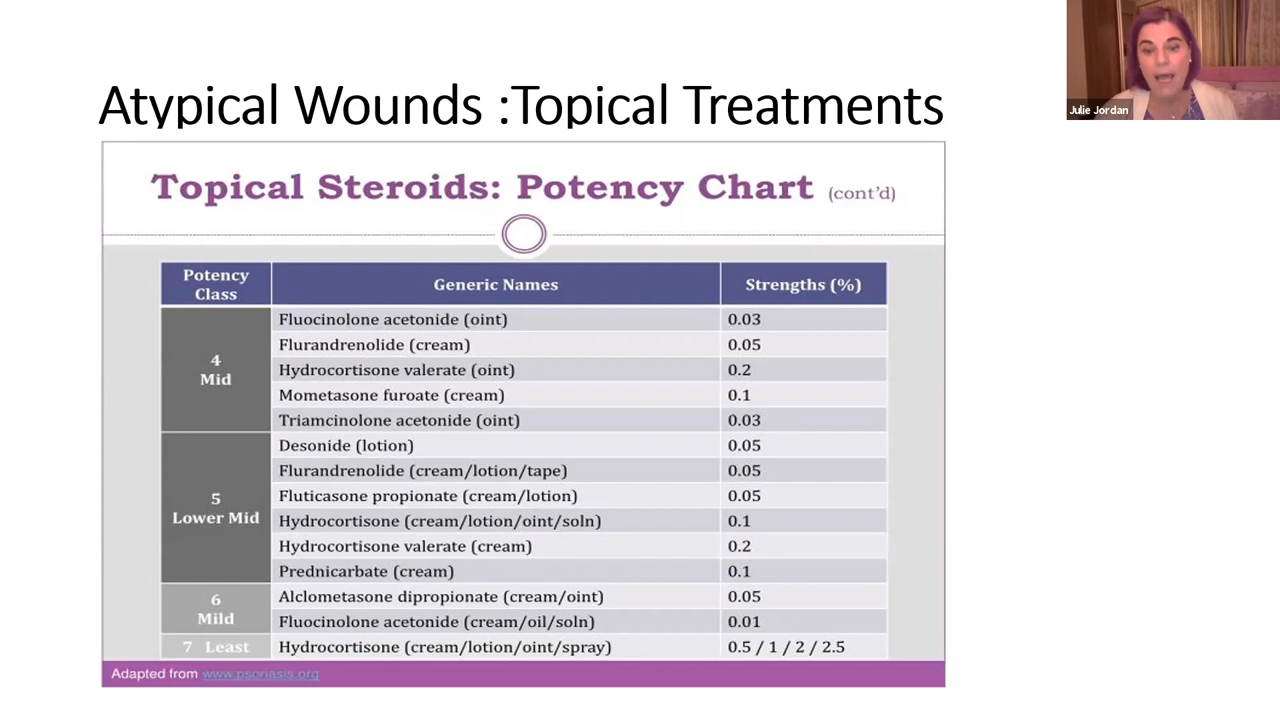 Atypical Wounds :Topical Treatments
Julie Jordan
Topical Steroids: Potency Chart (cont'd)
Potency Class Generic Names Strengths (%)
4 Mid
Fluocinolone acetonide (oint) 0.03
Flurandrenolide (cream) 0.05
Hydrocortisone valerate (oint) 0.2
Mometasone furoate (cream) 0.1
Triamcinolone acetonide (oint) 0.03
5 Lower Mid
Desonide (lotion) 0.05
Flurandrenolide (cream/lotion/tape) 0.05
Fluticasone propionate (cream/lotion) 0.05
Hydrocortisone (cream/lotion/oint/soln) 0.1
Hydrocortisone valerate (cream) 0.2
Prednicarbate (cream) 0.1
6 Mild
Alclometasone dipropionate (cream/oint) 0.05
Fluocinolone acetonide (cream/oil/soln) 0.01
7 Least Hydrocortisone (cream/lotion/oint/spray) 0.5 / 1 / 2 / 2.5
Adapted from www.psoriasis.org